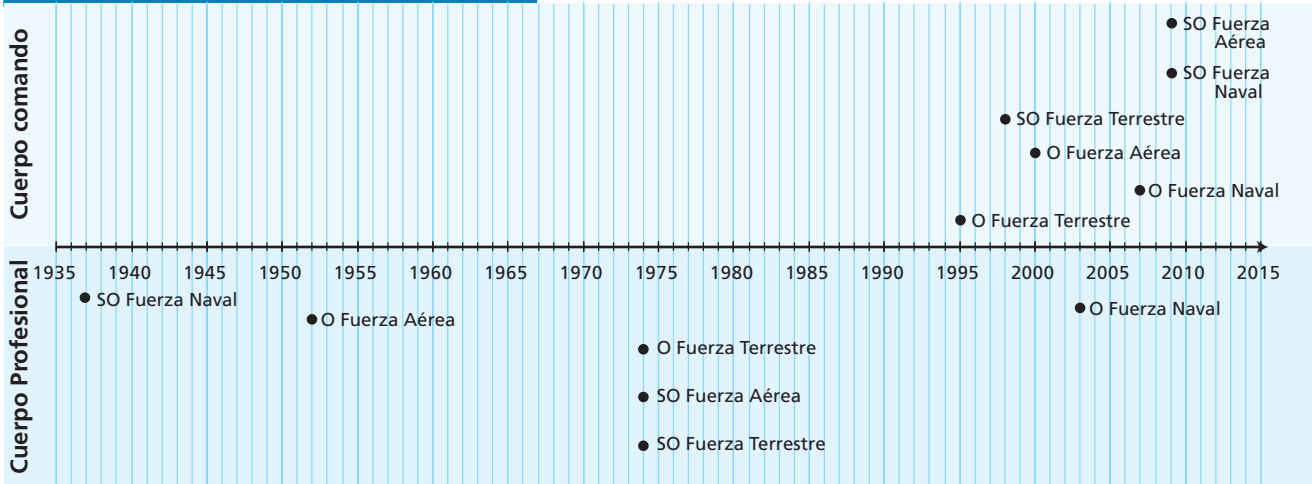 Cuerpo comando
SO Fuerza
Aérea
SO Fuerza
Naval
SO Fuerza Terrestre
O Fuerza Aérea
O Fuerza Naval
O Fuerza Terrestre
1935 1940 1945 1950 1955 1960 1965 1970 1975 1980 1985 1990 1995 2000 2005 2010 2015
Cuerpo Profesional
SO Fuerza Naval
O Fuerza Naval
O Fuerza Aérea
O Fuerza Terrestre
SO Fuerza Aérea
SO Fuerza Terrestre